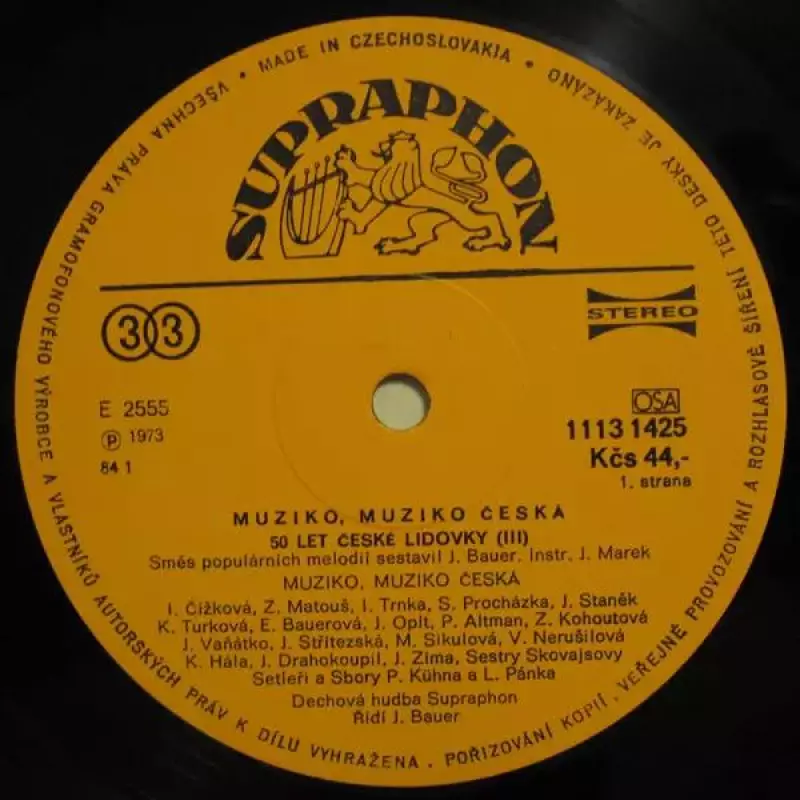 VŠECHNA PRÁVA GRAMOFONOVÉHO VÝROBCE A VLASTNÍKŮ AUTORSKÝCH PRÁV K DÍLU VYHRAŽENA. POŘIZOVÁNÍ KOPIÍ, VEŘEJNÉ PROVOZOVÁNÍ A ROZHLASOVÉ ŠÍŘENÍ TÉTO DESKY JE ZAKÁZÁNO • MADE IN CZECHOSLOVAKIA •
SUPRAPHON
33
STEREO
E 2555
Ⓟ 1973
84 1
OSA
1113 1425
Kčs 44,-
1. strana
MUZIKO, MUZIKO ČESKÁ
50 LET ČESKÉ LIDOVKY (III)
Směs populárních melodií sestavil J. Bauer. Instr. J. Marek
MUZIKO, MUZIKO ČESKÁ
I. Čížková, Z. Matouš, I. Trnka, S. Procházka, J. Staněk
K. Turková, E. Bauerová, J. Oplt, P. Altman, Z. Kohoutová
J. Vaňátko, J. Střítezská, M. Sikulová, V. Nerušilová
K. Hála, J. Drahokoupil, J. Zíma, Sestry Skovajsovy
Setleři a Sbory P. Kühna a L. Pánka
Dechová hudba Supraphon
Řídí J. Bauer